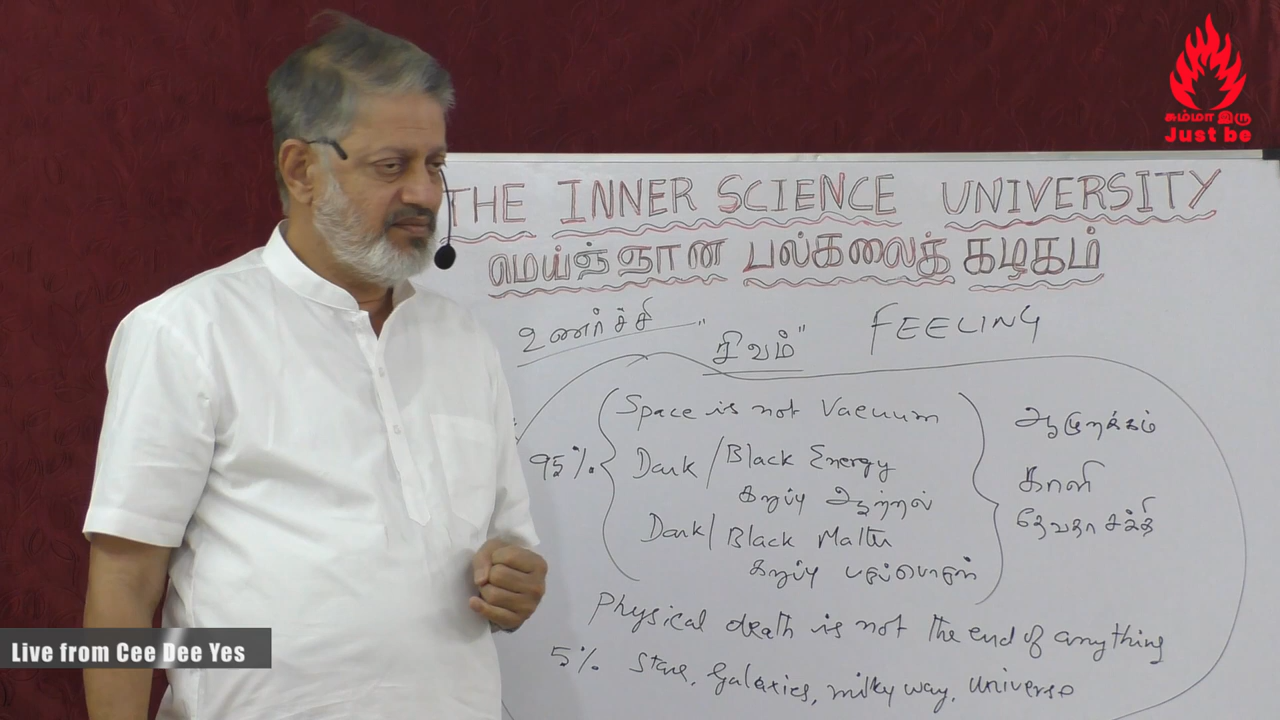 சும்மா இரு
Just be
THE INNER SCIENCE UNIVERSITY
மெய்ஞ்ஞான பல்கலைக் கழகம்
உணர்ச்சி "சிவம்" FEELING
Space is not Vacuum
95% Dark/Black Energy
கறுப்பு ஆற்றல்
Dark/Black Matter
கறுப்பு பருப்பொருள்
காளி
தேவதா சக்தி
Physical death is not the end of anything
5% Stars, Galaxies, milky way, Universe
Live from Cee Dee Yes